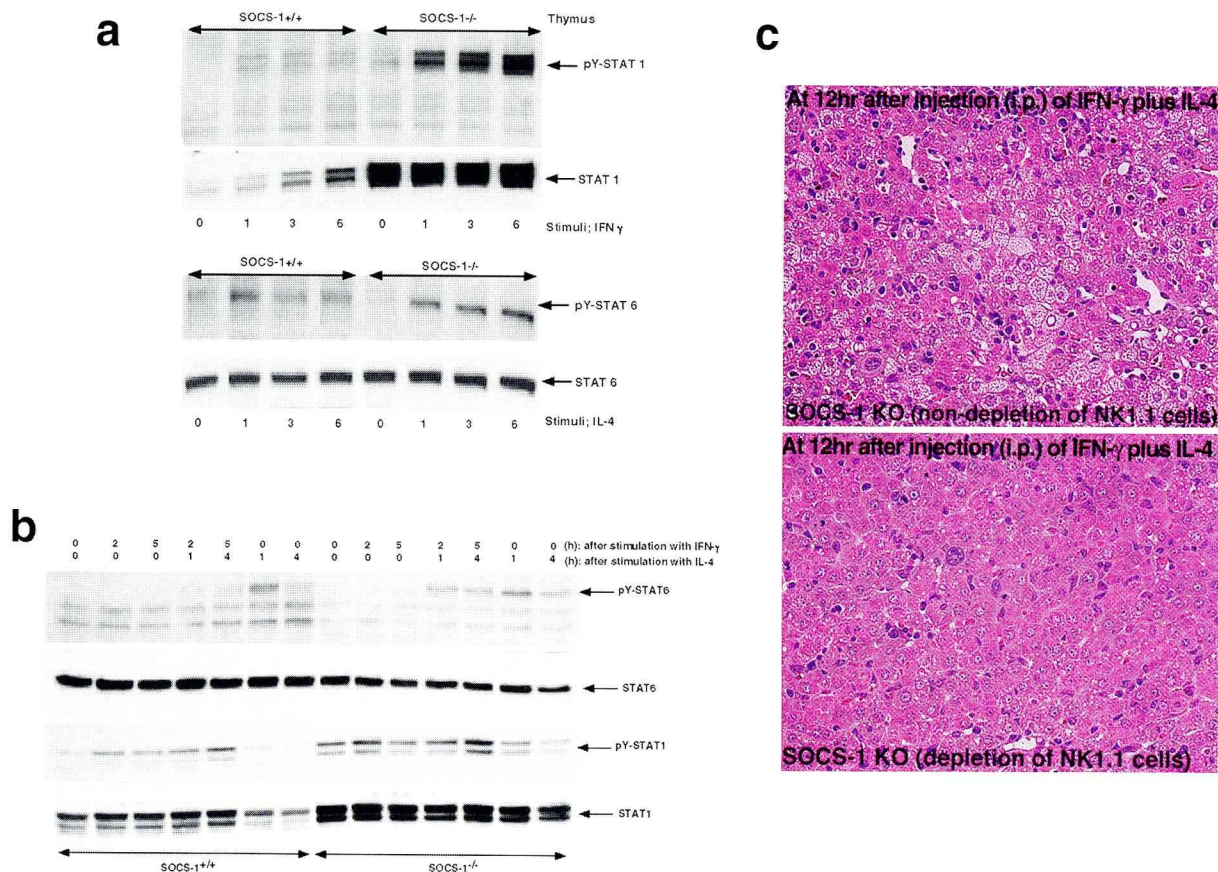 a
SOCS-1+/+ SOCS-1-/- Thymus
pY-STAT 1
STAT 1
0 1 3 6 0 1 3 6 Stimuli; IFN γ
SOCS-1+/+ SOCS-1-/-
pY-STAT 6
STAT 6
0 1 3 6 0 1 3 6 Stimuli; IL-4
b
0 2 5 2 5 0 0 0 2 5 2 5 0 0 (h): after stimulation with IFN-γ
0 0 0 1 4 1 4 0 0 0 1 4 1 4 (h): after stimulation with IL-4
pY-STAT6
STAT6
pY-STAT1
STAT1
SOCS-1+/+ SOCS-1-/-
c
At 12hr after injection (i.p.) of IFN-γ plus IL-4
SOCS-1 KO (non-depletion of NK1.1 cells)
At 12hr after injection (i.p.) of IFN-γ plus IL-4
SOCS-1 KO (depletion of NK1.1 cells)